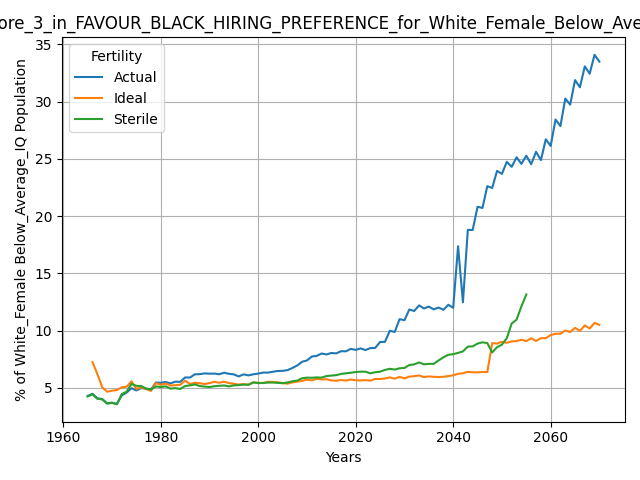 ore_3_in_FAVOUR_BLACK_HIRING_PREFERENCE_for_White_Female_Below_Ave
Fertility
Actual
Ideal
Sterile
% of White_Female Below_Average_IQ Population
35
30
25
20
15
10
5
1960 1980 2000 2020 2040 2060
Years